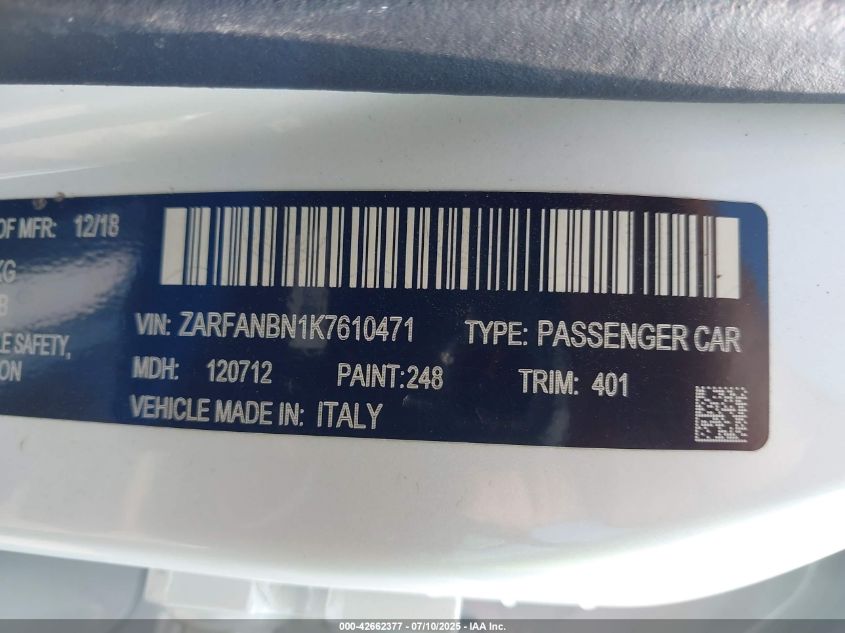 OF MFR: 12/18
KG
B
LE SAFETY,
ION
VIN: ZARFANBN1K7610471 TYPE: PASSENGER CAR
MDH: 120712 PAINT: 248 TRIM: 401
VEHICLE MADE IN: ITALY
000-42662377 - 07/10/2025 - IAA Inc.